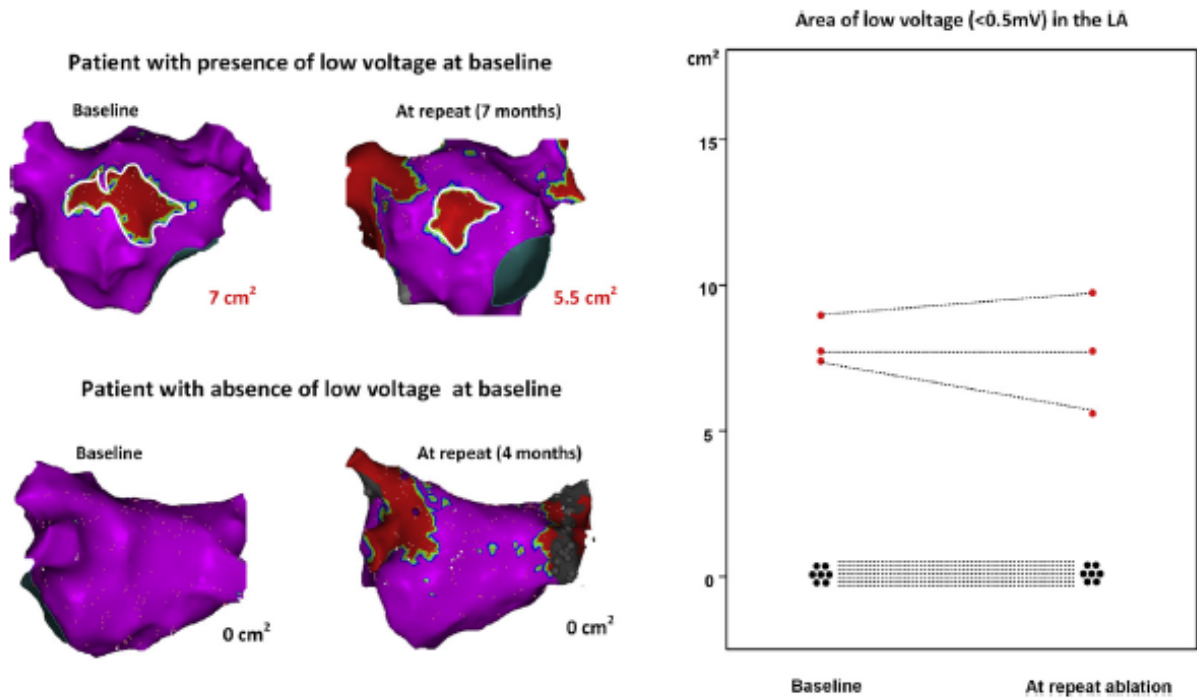 Patient with presence of low voltage at baseline
Baseline
At repeat (7 months)
7 cm²
5.5 cm²
Patient with absence of low voltage at baseline
Baseline
At repeat (4 months)
0 cm²
0 cm²
Area of low voltage (<0.5mV) in the LA
cm²
15
10
5
0
Baseline
At repeat ablation